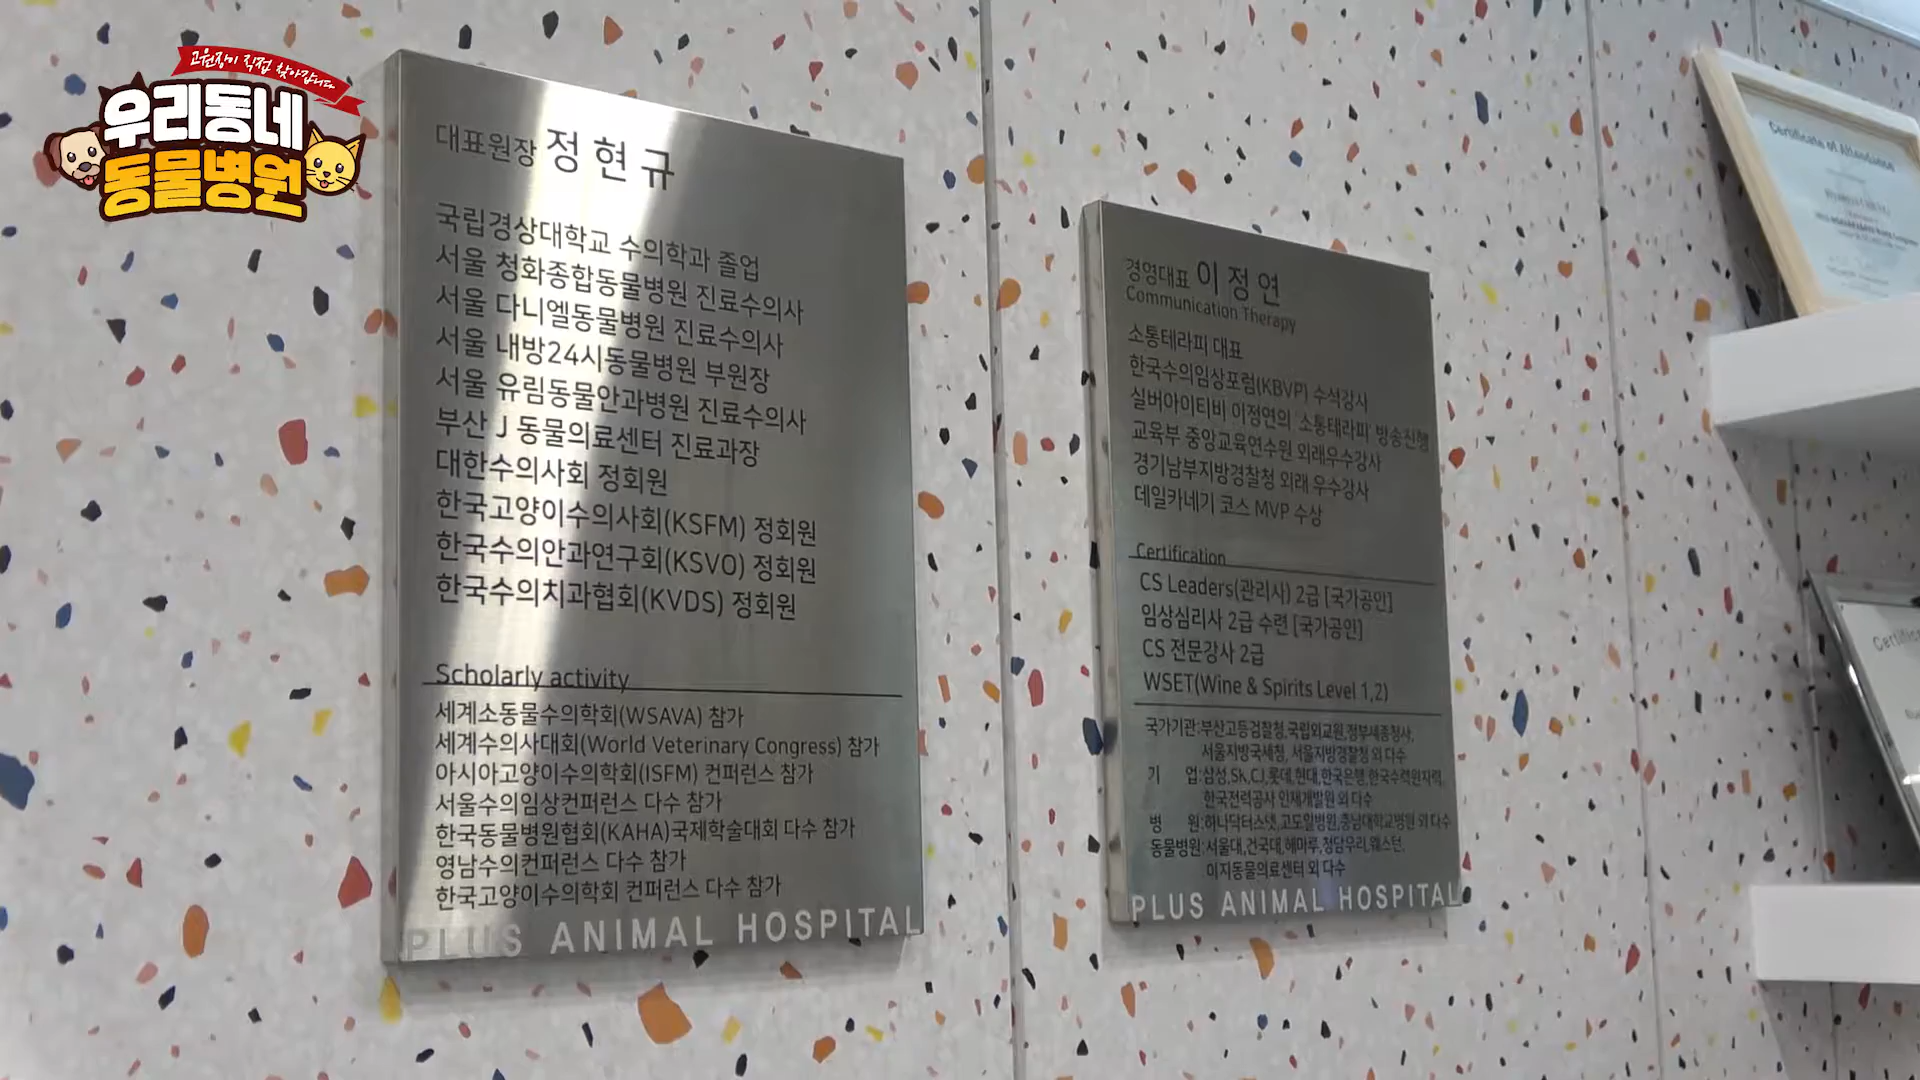 고원장이 직접 찾아갑니다
우리동네
동물병원
대표원장 정현규
국립경상대학교 수의학과 졸업
서울 청화종합동물병원 진료수의사
서울 다니엘동물병원 진료수의사
서울 내방24시동물병원 부원장
서울 유림동물안과병원 진료수의사
부산 J 동물의료센터 진료과장
대한수의사회 정회원
한국고양이수의사회(KSFM) 정회원
한국수의안과연구회(KSVO) 정회원
한국수의치과협회(KVDS) 정회원
Scholarly activity
세계소동물수의학회(WSAVA) 참가
세계수의사대회(World Veterinary Congress) 참가
아시아고양이수의학회(ISFM) 컨퍼런스 참가
서울수의임상컨퍼런스 다수 참가
한국동물병원협회(KAHA)국제학술대회 다수 참가
영남수의컨퍼런스 다수 참가
한국고양이수의학회 컨퍼런스 다수 참가
PLUS ANIMAL HOSPITAL
경영대표 이정연
Communication Therapy
소통테라피 대표
한국수의임상포럼(KBVP) 수석강사
실버아이티비 이정연의 '소통테라피' 방송진행
교육부 중앙교육연수원 외래우수강사
경기남부지방경찰청 외래 우수강사
데일카네기 코스 MVP 수상
Certification
CS Leaders(관리사) 2급 [국가공인]
임상심리사 2급 수련 [국가공인]
CS 전문강사 2급
WSET(Wine & Spirits Level 1,2)
국가기관:부산고등검찰청,국립외교원,정부세종청사,
서울지방국세청, 서울지방경찰청 외 다수
기 업:삼성,SK,CJ,롯데,현대,한국은행,한국수력원자력,
한국전력공사 인재개발원 외 다수
병 원:하나닥터스넷,고도일병원,충남대학교병원 외 다수
동물병원:서울대,건국대,해마루,청담우리,웨스턴,
이지동물의료센터 외 다수
PLUS ANIMAL HOSPITAL
Certificate of Attendance